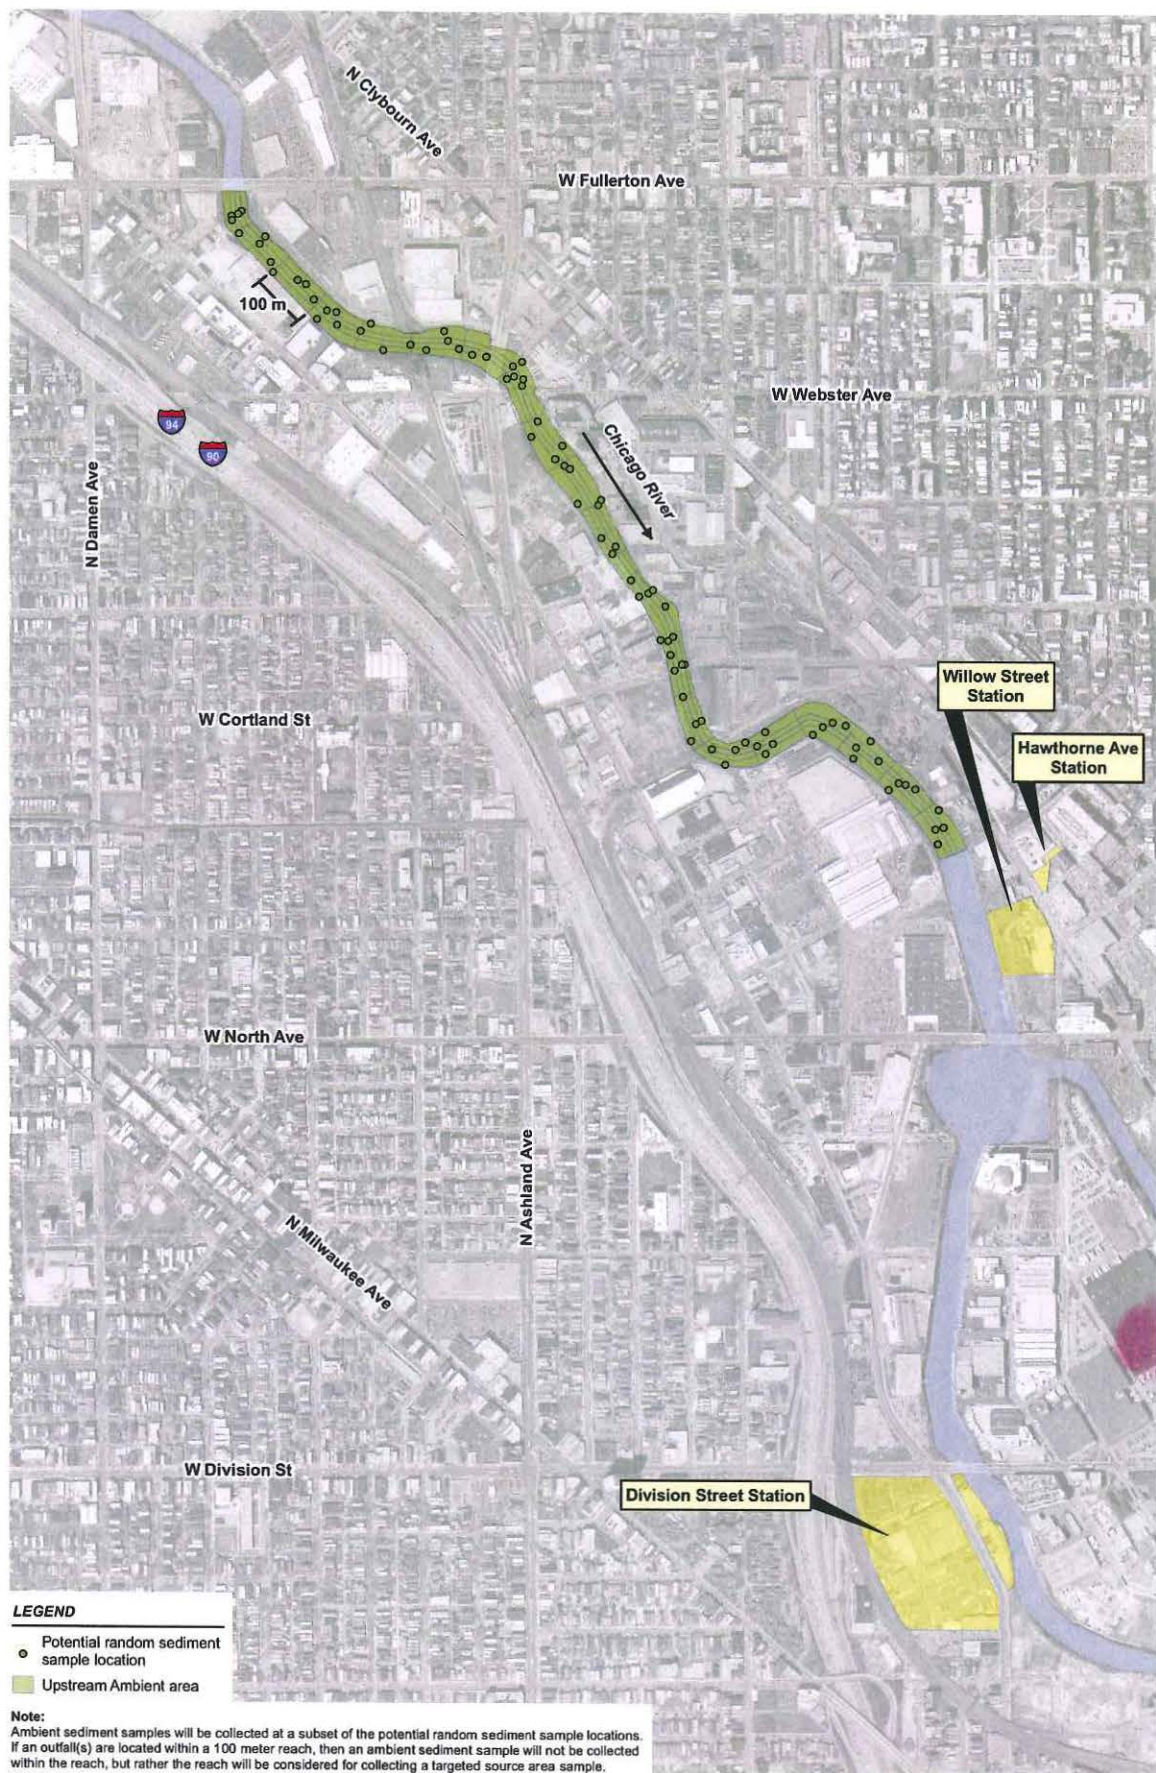 N Clybourn Ave
W Fullerton Ave
100 m
W Webster Ave
94
90
Chicago River
N Damen Ave
Willow Street
Station
W Cortland St
Hawthorne Ave
Station
W North Ave
N Ashland Ave
N Milwaukee Ave
W Division St
Division Street Station
LEGEND
Potential random sediment
sample location
Upstream Ambient area
Note:
Ambient sediment samples will be collected at a subset of the potential random sediment sample locations.
If an outfall(s) are located within a 100 meter reach, then an ambient sediment sample will not be collected
within the reach, but rather the reach will be considered for collecting a targeted source area sample.